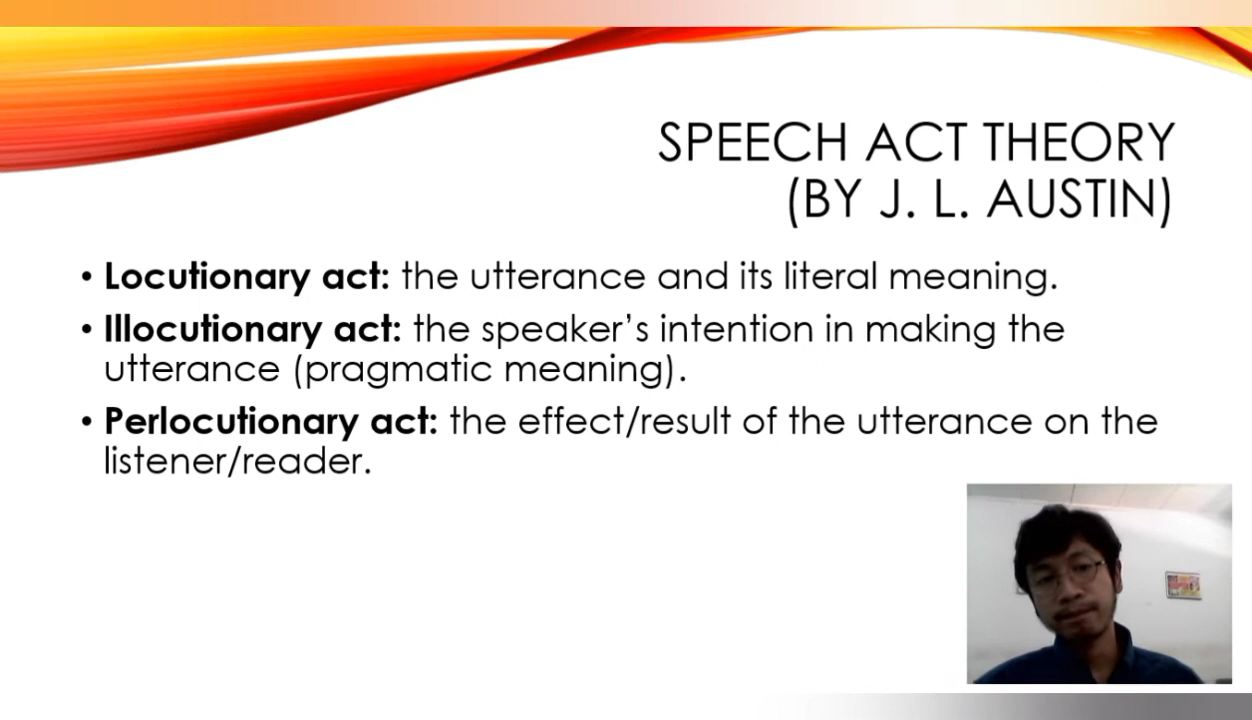 SPEECH ACT THEORY
(BY J. L. AUSTIN)
• Locutionary act: the utterance and its literal meaning.
• Illocutionary act: the speaker’s intention in making the
utterance (pragmatic meaning).
• Perlocutionary act: the effect/result of the utterance on the
listener/reader.